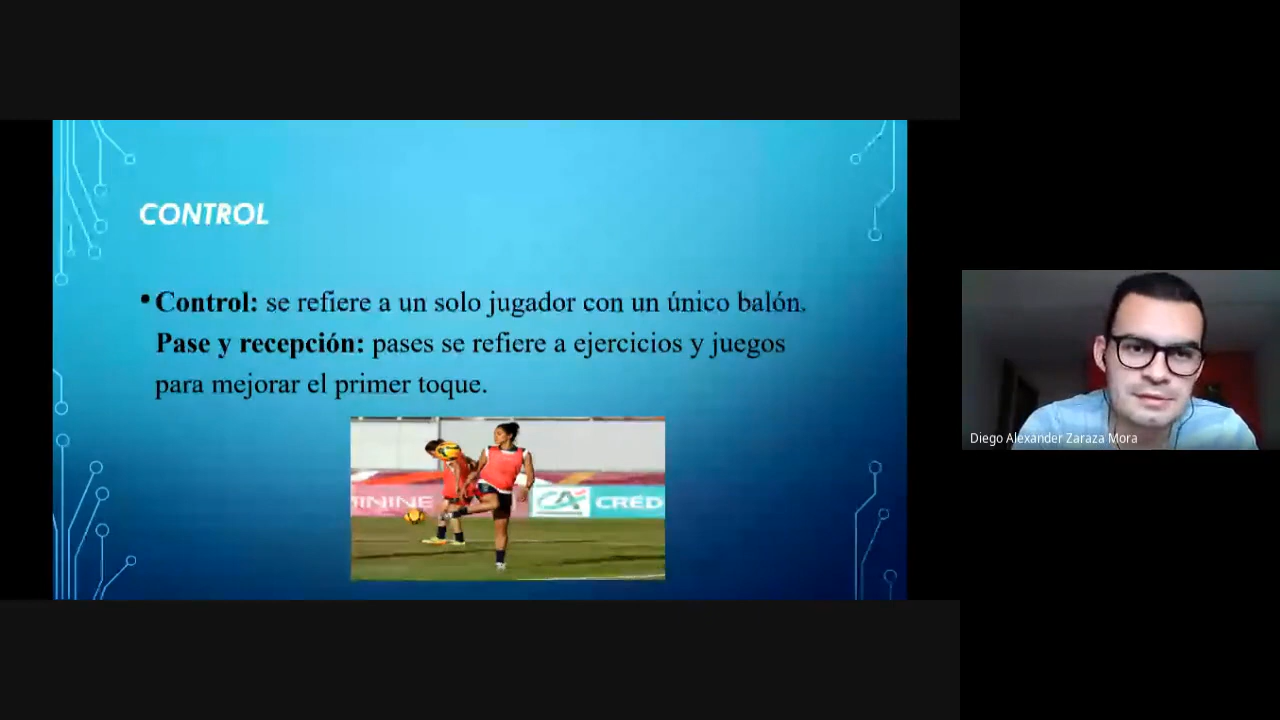 CONTROL
• Control: se refiere a un solo jugador con un único balón.
Pase y recepción: pases se refiere a ejercicios y juegos
para mejorar el primer toque.
MININE
CA
CRÉD
Diego Alexander Zaraza Mora